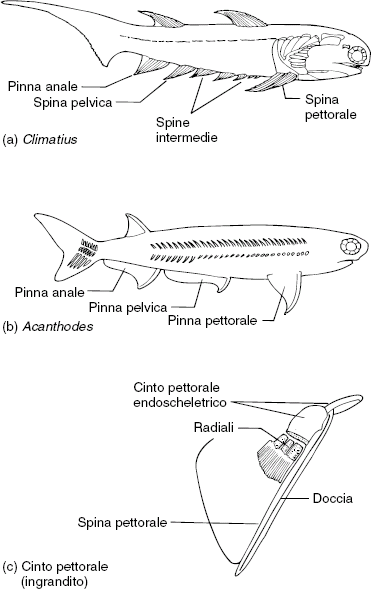 Pinna anale
Spina pelvica
Spine
intermedie
Spina
pettorale
(a) Climatius
Pinna anale
Pinna pelvica
Pinna pettorale
(b) Acanthodes
Cinto pettorale
endoscheletrico
Radiali
Doccia
Spina pettorale
(c) Cinto pettorale
(ingrandito)